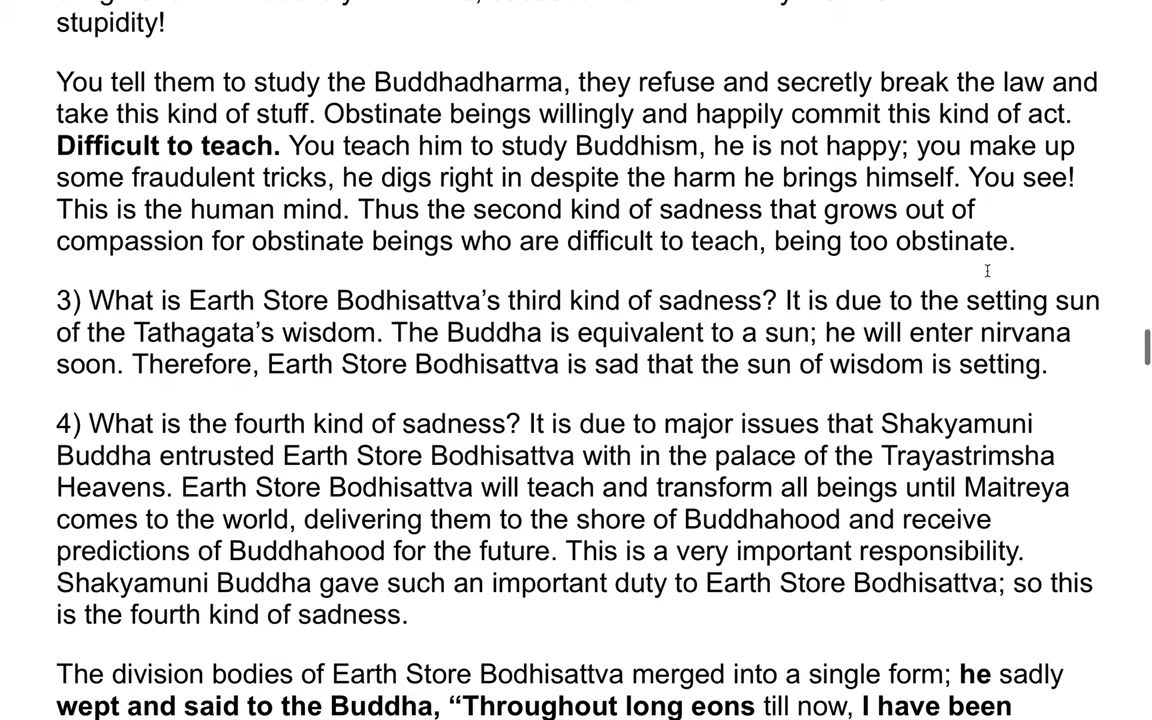 stupidity!
You tell them to study the Buddhadharma, they refuse and secretly break the law and
take this kind of stuff. Obstinate beings willingly and happily commit this kind of act.
Difficult to teach. You teach him to study Buddhism, he is not happy; you make up
some fraudulent tricks, he digs right in despite the harm he brings himself. You see!
This is the human mind. Thus the second kind of sadness that grows out of
compassion for obstinate beings who are difficult to teach, being too obstinate.
3) What is Earth Store Bodhisattva’s third kind of sadness? It is due to the setting sun
of the Tathagata’s wisdom. The Buddha is equivalent to a sun; he will enter nirvana
soon. Therefore, Earth Store Bodhisattva is sad that the sun of wisdom is setting.
4) What is the fourth kind of sadness? It is due to major issues that Shakyamuni
Buddha entrusted Earth Store Bodhisattva with in the palace of the Trayastrimsha
Heavens. Earth Store Bodhisattva will teach and transform all beings until Maitreya
comes to the world, delivering them to the shore of Buddhahood and receive
predictions of Buddhahood for the future. This is a very important responsibility.
Shakyamuni Buddha gave such an important duty to Earth Store Bodhisattva; so this
is the fourth kind of sadness.
The division bodies of Earth Store Bodhisattva merged into a single form; he sadly
wept and said to the Buddha, “Throughout long eons till now, I have been